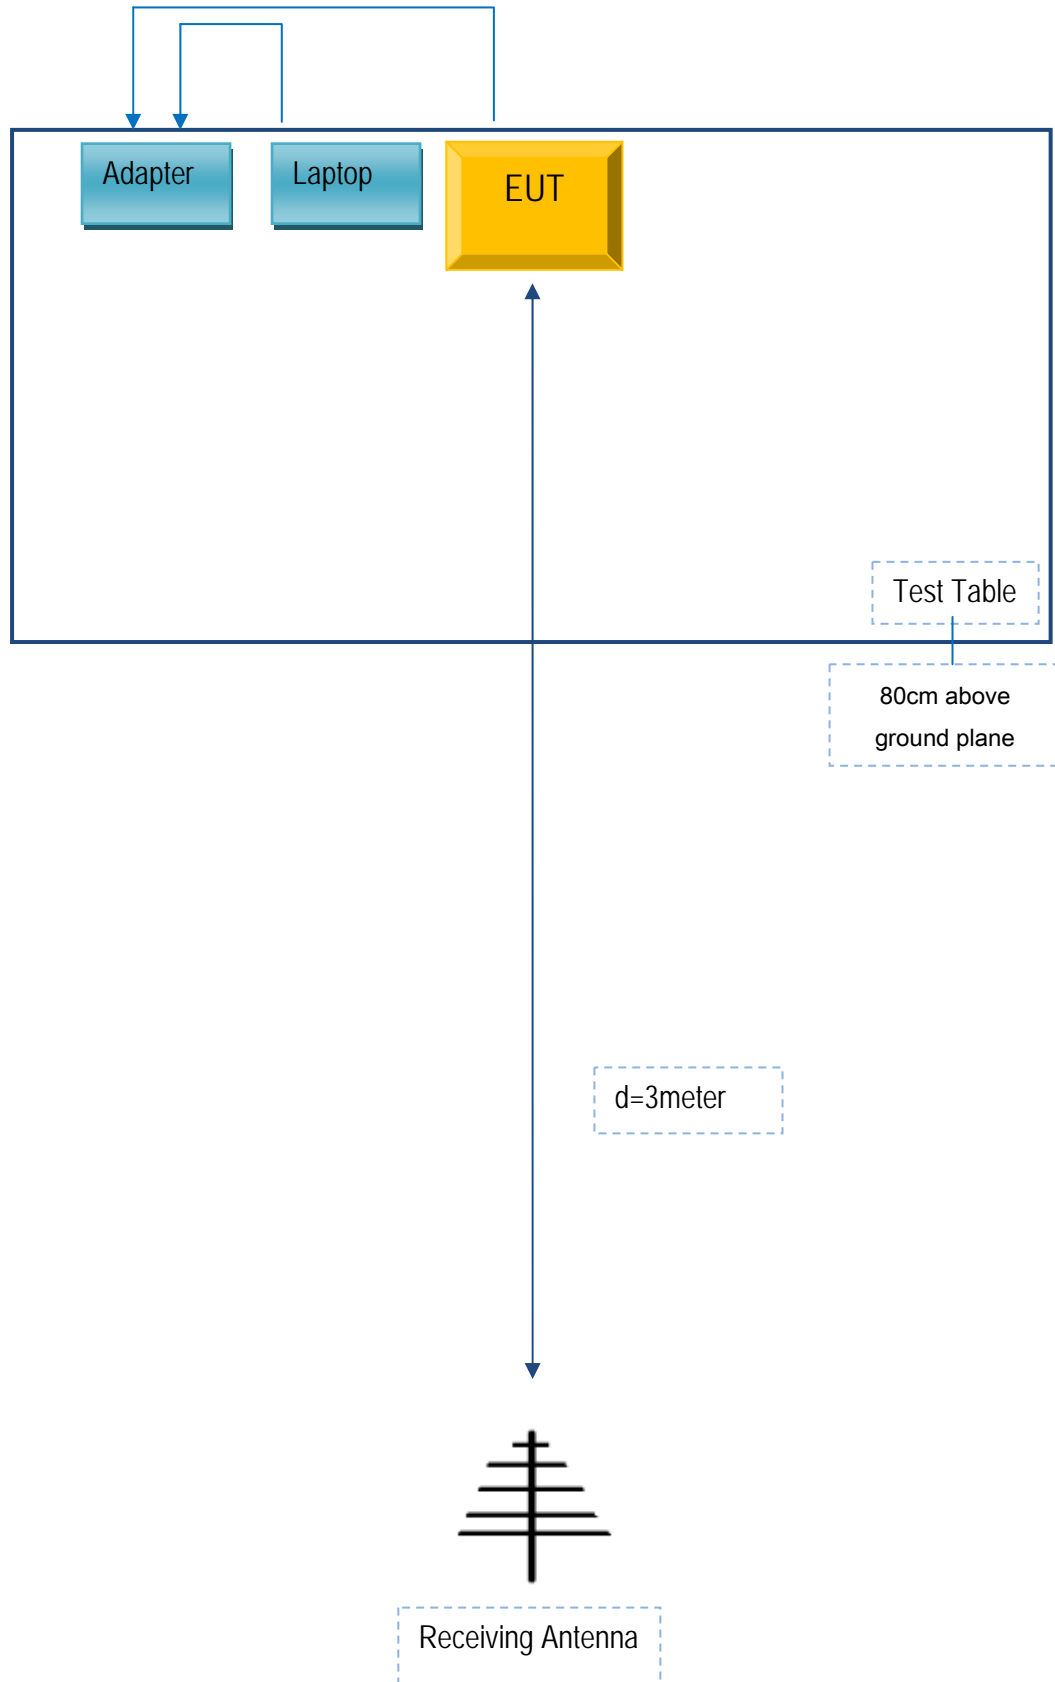 Adapter
Laptop
EUT
Test Table
80cm above
ground plane
d=3meter
Receiving Antenna